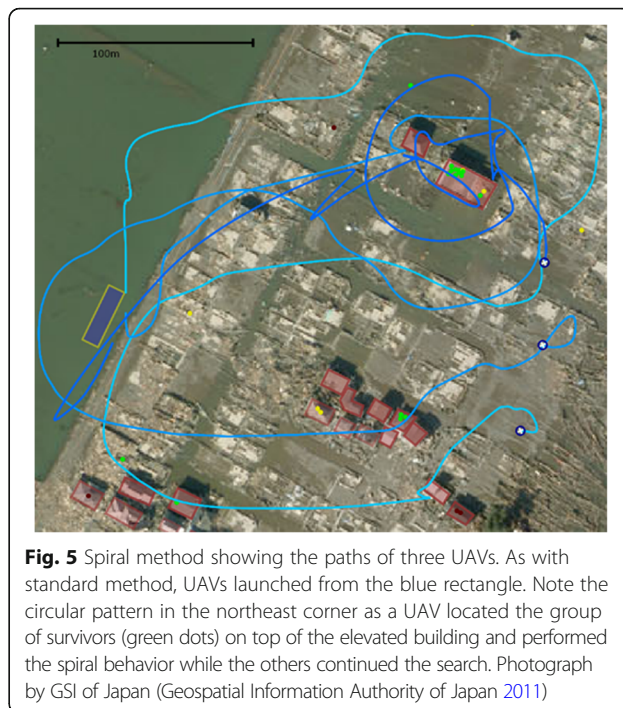 100m
Fig. 5 Spiral method showing the paths of three UAVs. As with
standard method, UAVs launched from the blue rectangle. Note the
circular pattern in the northeast corner as a UAV located the group
of survivors (green dots) on top of the elevated building and performed
the spiral behavior while the others continued the search. Photograph
by GSI of Japan (Geospatial Information Authority of Japan 2011)